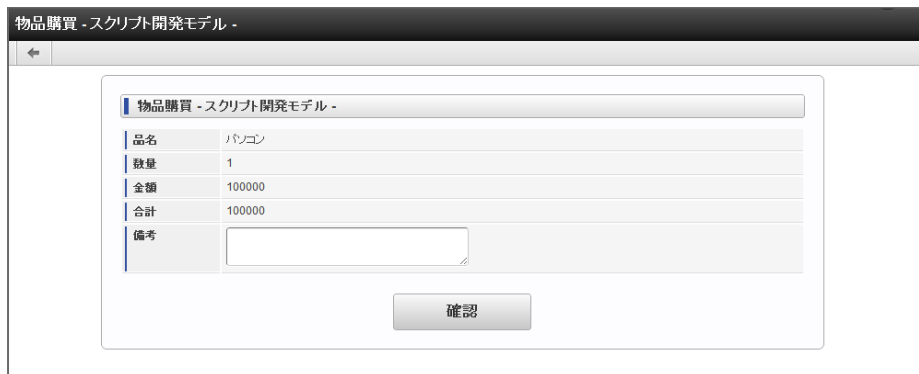 物品購買 - スクリプト開発モデル -
物品購買 - スクリプト開発モデル -
品名 パソコン
数量 1
金額 100000
合計 100000
備考
確認